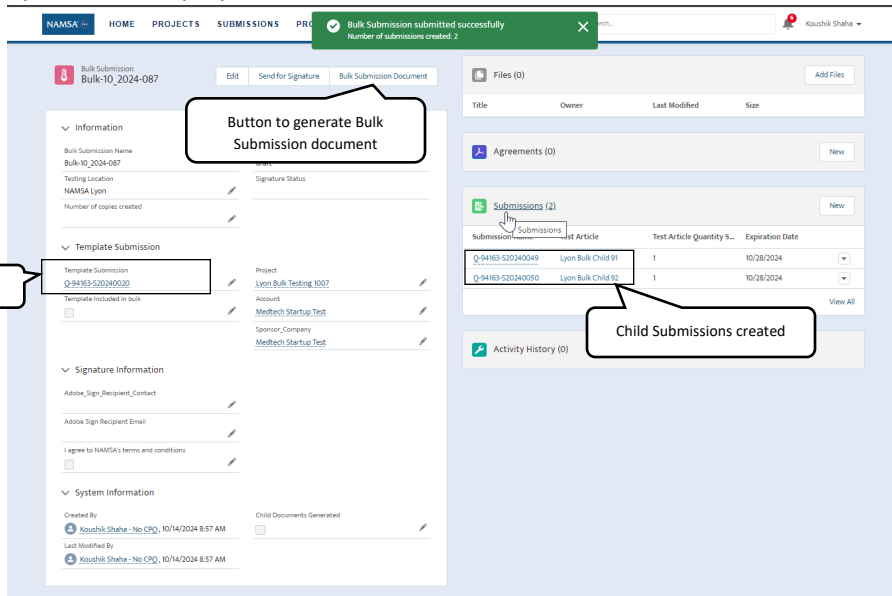 NAMSA
HOME PROJECTS SUBMISSIONS PRO
Bulk Submission submitted successfully
Number of submissions created: 2
Koushik Shaha
Bulk Submission
Bulk-10_2024-087
Edit Send for Signature Bulk Submission Document
Button to generate Bulk
Submission document
Information
Bulk Submission Name
Bulk-10_2024-087
Testing Location
NAMSA Lyon
Signature Status
Number of copies created
Template Submission
Template Submission
Q-94163-S20240020
Project
Lyon Bulk Testing 1007
Template Included in bulk
Account
Medtech Startup Test
Sponsor_Company
Medtech Startup Test
Signature Information
Adobe_Sign_Recipient_Contact
Adobe Sign Recipient Email
I agree to NAMSA's terms and conditions
System Information
Created By
Koushik Shaha - No CPQ, 10/14/2024 8:57 AM
Child Documents Generated
Last Modified By
Koushik Shaha - No CPQ, 10/14/2024 8:57 AM
Files (0)
Add Files
Title Owner Last Modified Size
Agreements (0)
New
Submissions (2)
New
Submissions
Test Article Test Article Quantity S... Expiration Date
Q-94163-S20240049 Lyon Bulk Child 91 1 10/28/2024
Q-94163-S20240050 Lyon Bulk Child 92 1 10/28/2024
View All
Child Submissions created
Activity History (0)